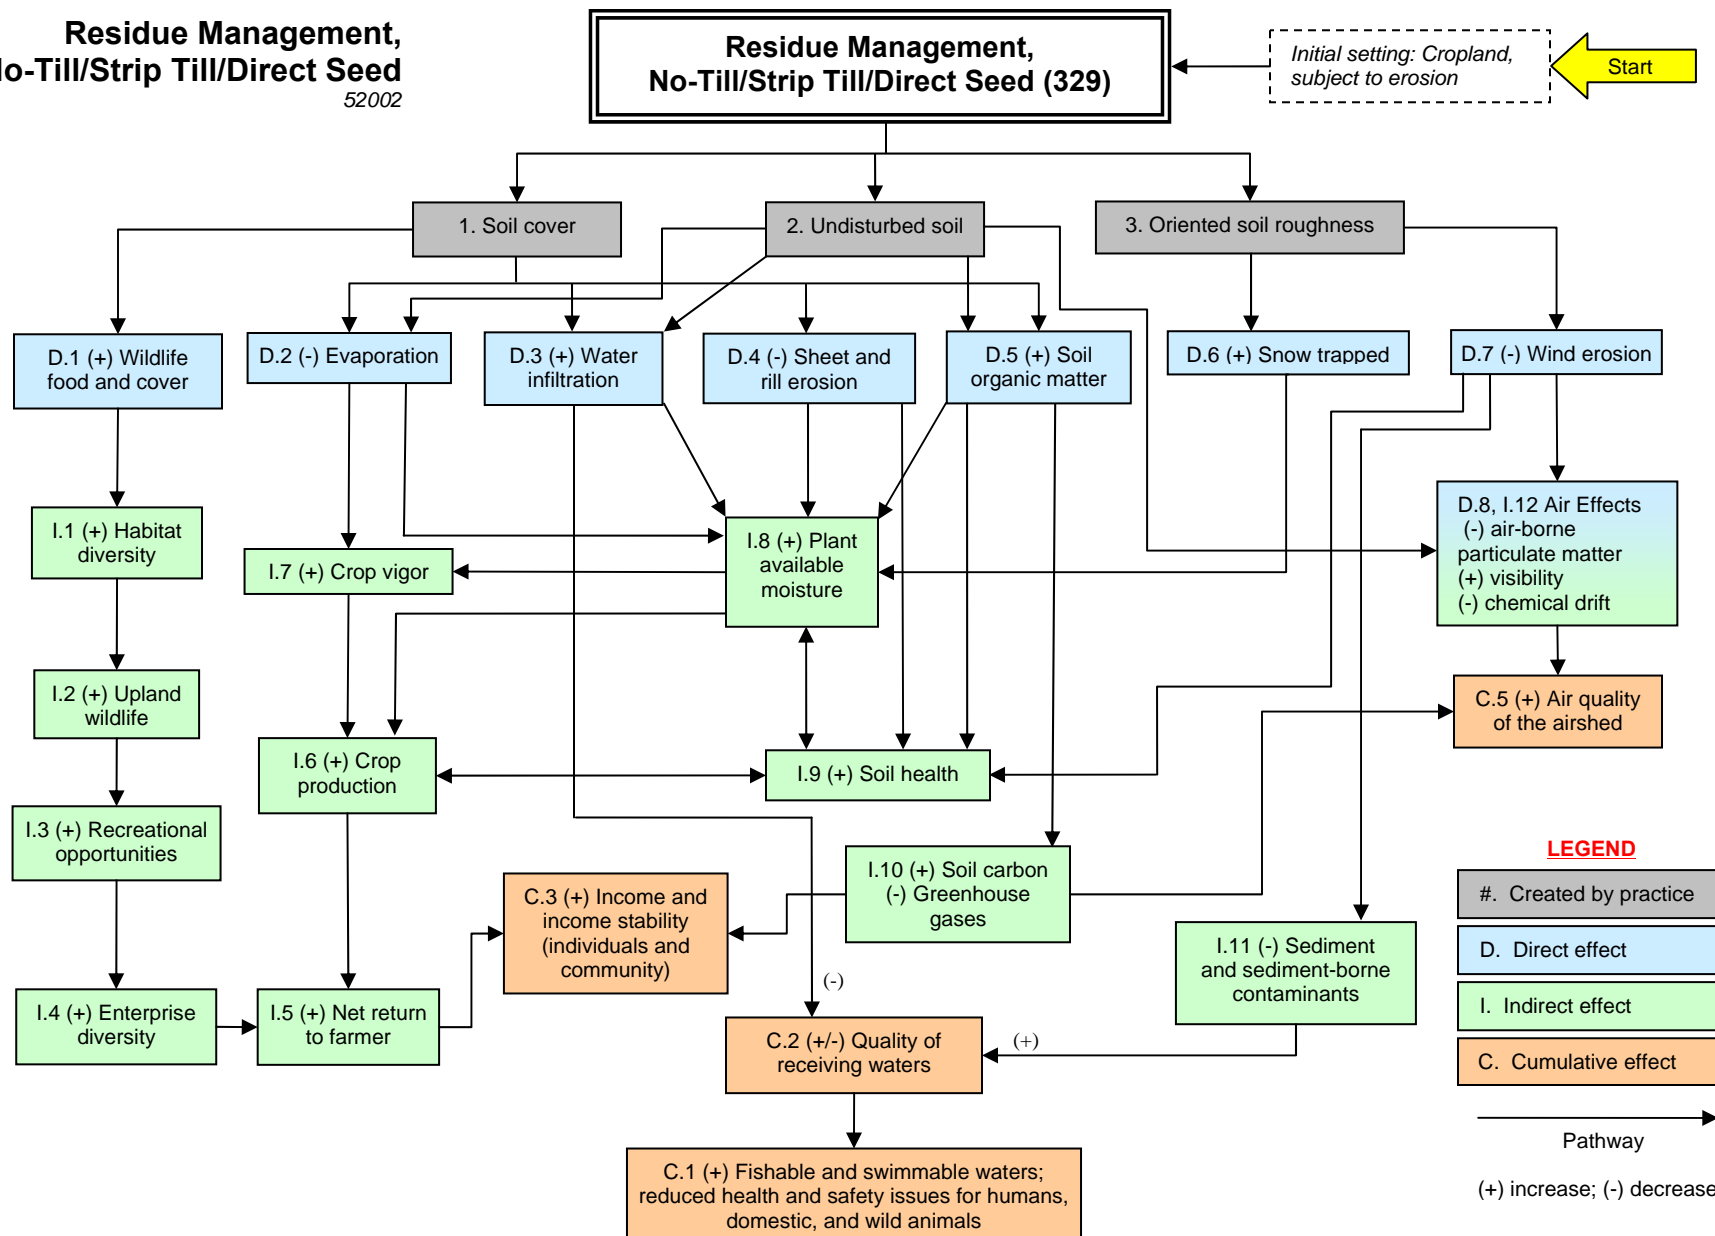 Residue Management,
No-Till/Strip Till/Direct Seed
52002
Residue Management,
No-Till/Strip Till/Direct Seed (329)
Initial setting: Cropland,
subject to erosion
Start
1. Soil cover
2. Undisturbed soil
3. Oriented soil roughness
D.1 (+) Wildlife
food and cover
D.2 (-) Evaporation
D.3 (+) Water
infiltration
D.4 (-) Sheet and
rill erosion
D.5 (+) Soil
organic matter
D.6 (+) Snow trapped
D.7 (-) Wind erosion
I.1 (+) Habitat
diversity
I.7 (+) Crop vigor
I.8 (+) Plant
available
moisture
D.8, I.12 Air Effects
(-) air-borne
particulate matter
(+) visibility
(-) chemical drift
I.2 (+) Upland
wildlife
C.5 (+) Air quality
of the airshed
I.6 (+) Crop
production
I.9 (+) Soil health
I.3 (+) Recreational
opportunities
I.10 (+) Soil carbon
(-) Greenhouse
gases
C.3 (+) Income and
income stability
(individuals and
community)
I.11 (-) Sediment
and sediment-borne
contaminants
I.4 (+) Enterprise
diversity
I.5 (+) Net return
to farmer
(-)
C.2 (+/-) Quality of
receiving waters
(+)
C.1 (+) Fishable and swimmable waters;
reduced health and safety issues for humans,
domestic, and wild animals
LEGEND
#. Created by practice
D. Direct effect
I. Indirect effect
C. Cumulative effect
Pathway
(+) increase; (-) decrease